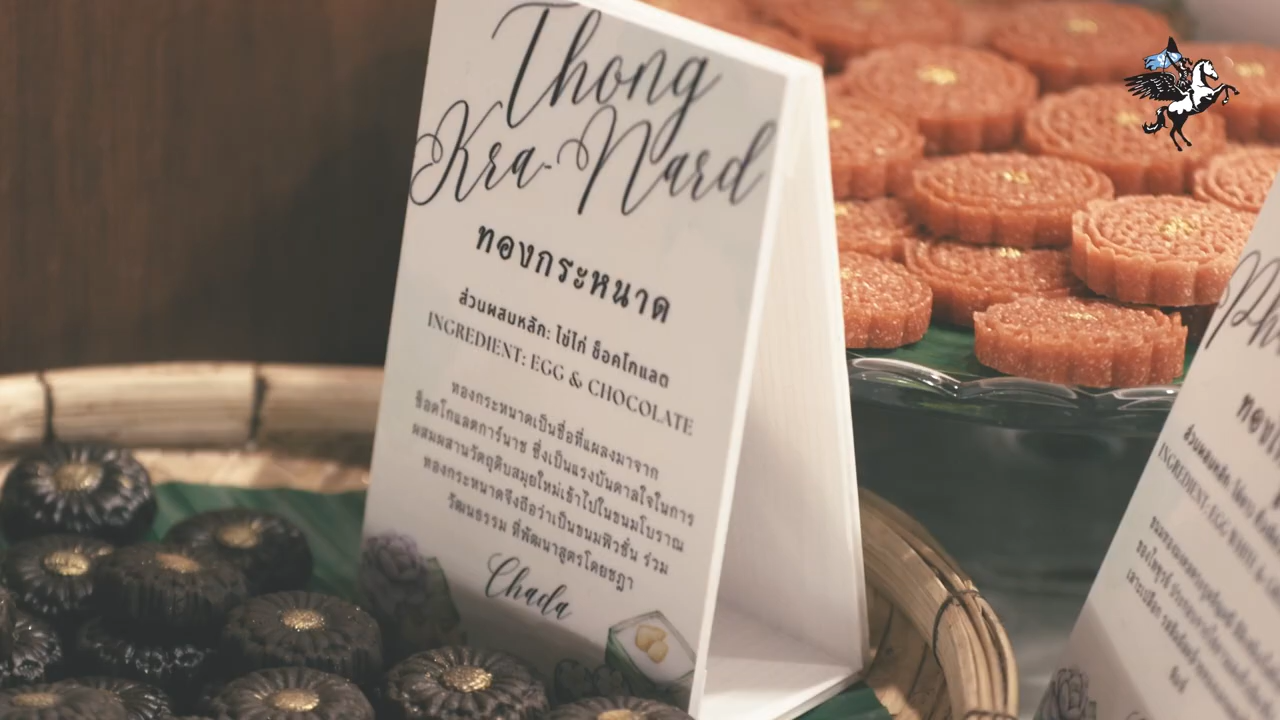 Thong
Kra-Nard
ทองกระหนาด
ส่วนผสมหลัก: ไข่ไก่ ช็อคโกแลต
INGREDIENT: EGG & CHOCOLATE
ทองกระหนาดเป็นชื่อที่แผลงมาจาก
ช็อคโกแลตการ์นาช ซึ่งเป็นแรงบันดาลใจในการ
ผสมผสานวัตถุดิบสมุยใหม่เข้าไปในขนมโบราณ
ทองกระหนาดจึงถือว่าเป็นขนมฟิวชั่น ร่วม
วัฒนธรรม ที่พัฒนาสูตรโดยชฎา
Chada
ส่วนผสมหลัก:
INGREDIENT: EGG WHITE &